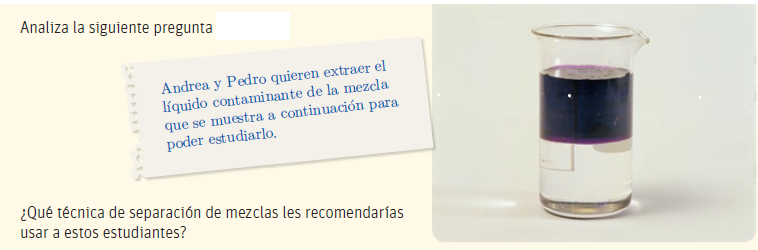 Analiza la siguiente pregunta
Andrea y Pedro quieren extraer el
líquido contaminante de la mezcla
que se muestra a continuación para
poder estudiarlo.
¿Qué técnica de separación de mezclas les recomendarías
usar a estos estudiantes?